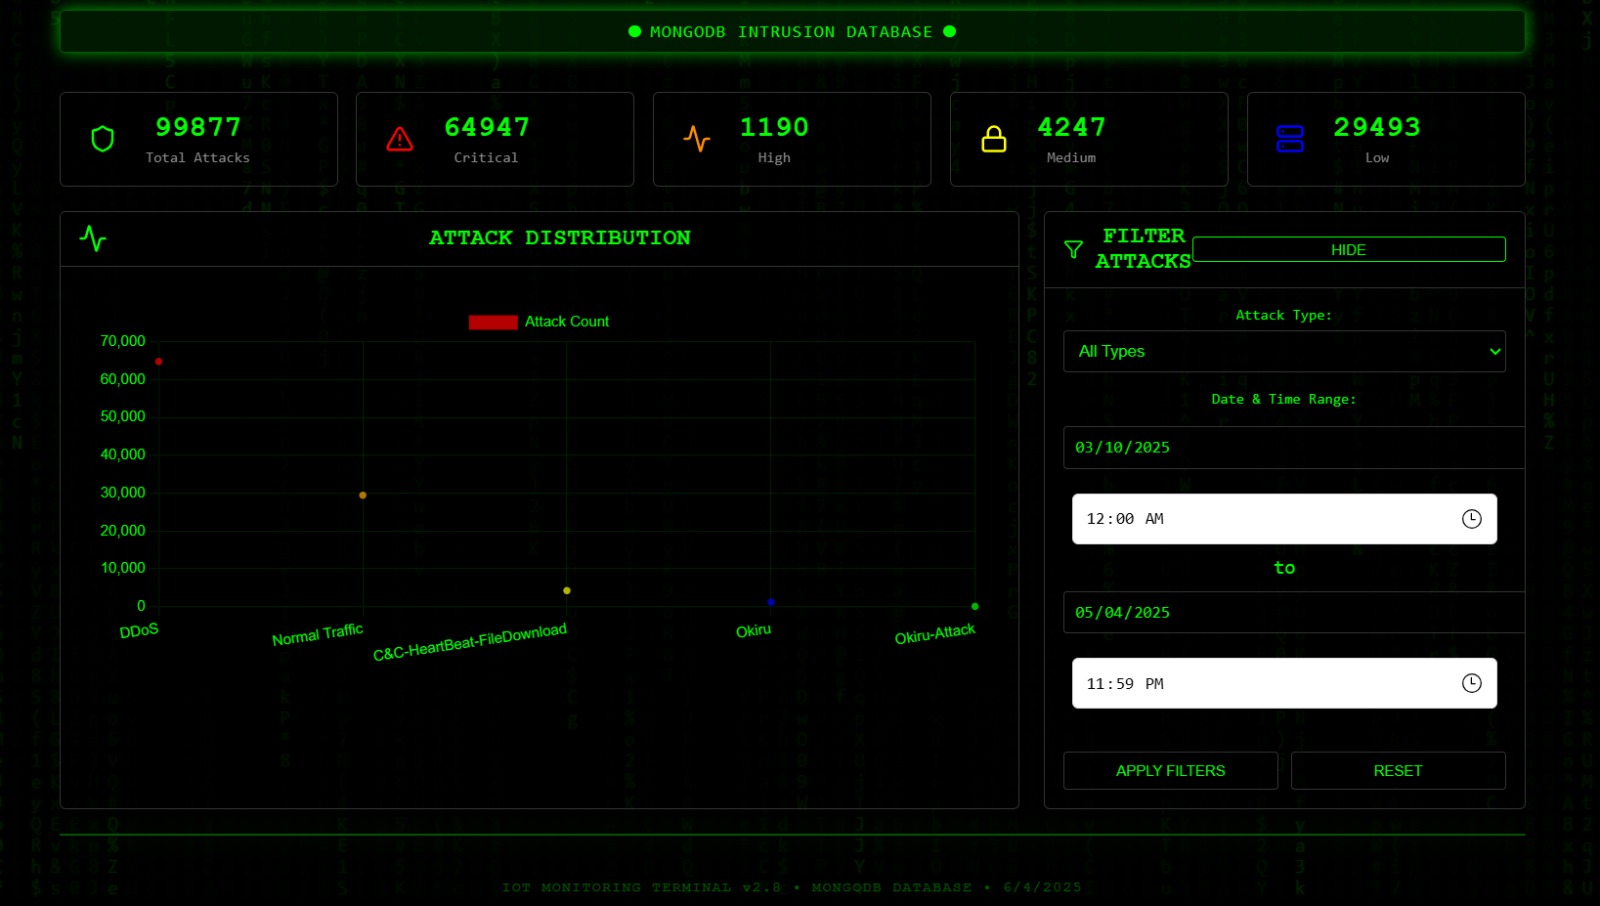 MONGODB INTRUSION DATABASE
99877
Total Attacks
64947
Critical
1190
High
4247
Medium
29493
Low
ATTACK DISTRIBUTION
Attack Count
70,000
60,000
50,000
40,000
30,000
20,000
10,000
0
DDoS
Normal Traffic
C&C-HeartBeat-FileDownload
Okiru
Okiru-Attack
FILTER
ATTACKS
HIDE
Attack Type:
All Types
Date & Time Range:
03/10/2025
12:00 AM
to
05/04/2025
11:59 PM
APPLY FILTERS
RESET
IOT MONITORING TERMINAL v2.8 • MONGODB DATABASE • 6/4/2025